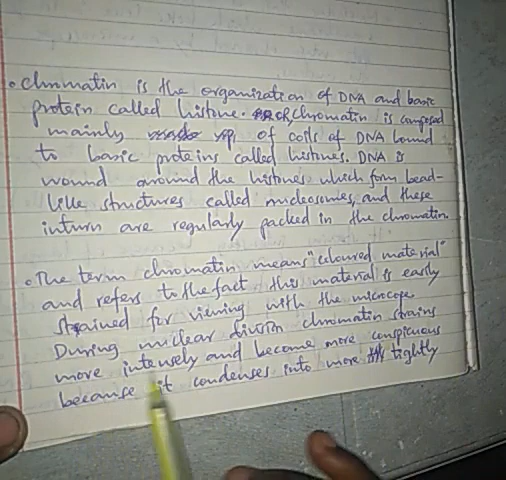 Chromatin is the organization of DNA and basic
protein called histone. OR Chromatin is composed
mainly of coils of DNA bound
to basic proteins called histones. DNA is
wound around the histones which form bead-
like structures called nucleosomes, and these
inturn are regularly packed in the chromatin.
The term chromatin means "coloured material"
and refers to the fact this material is easily
stained for viewing with the microcope
During nuclear division chromatin strains
more intensely and become more conspicuous
because it condenses into more tightly